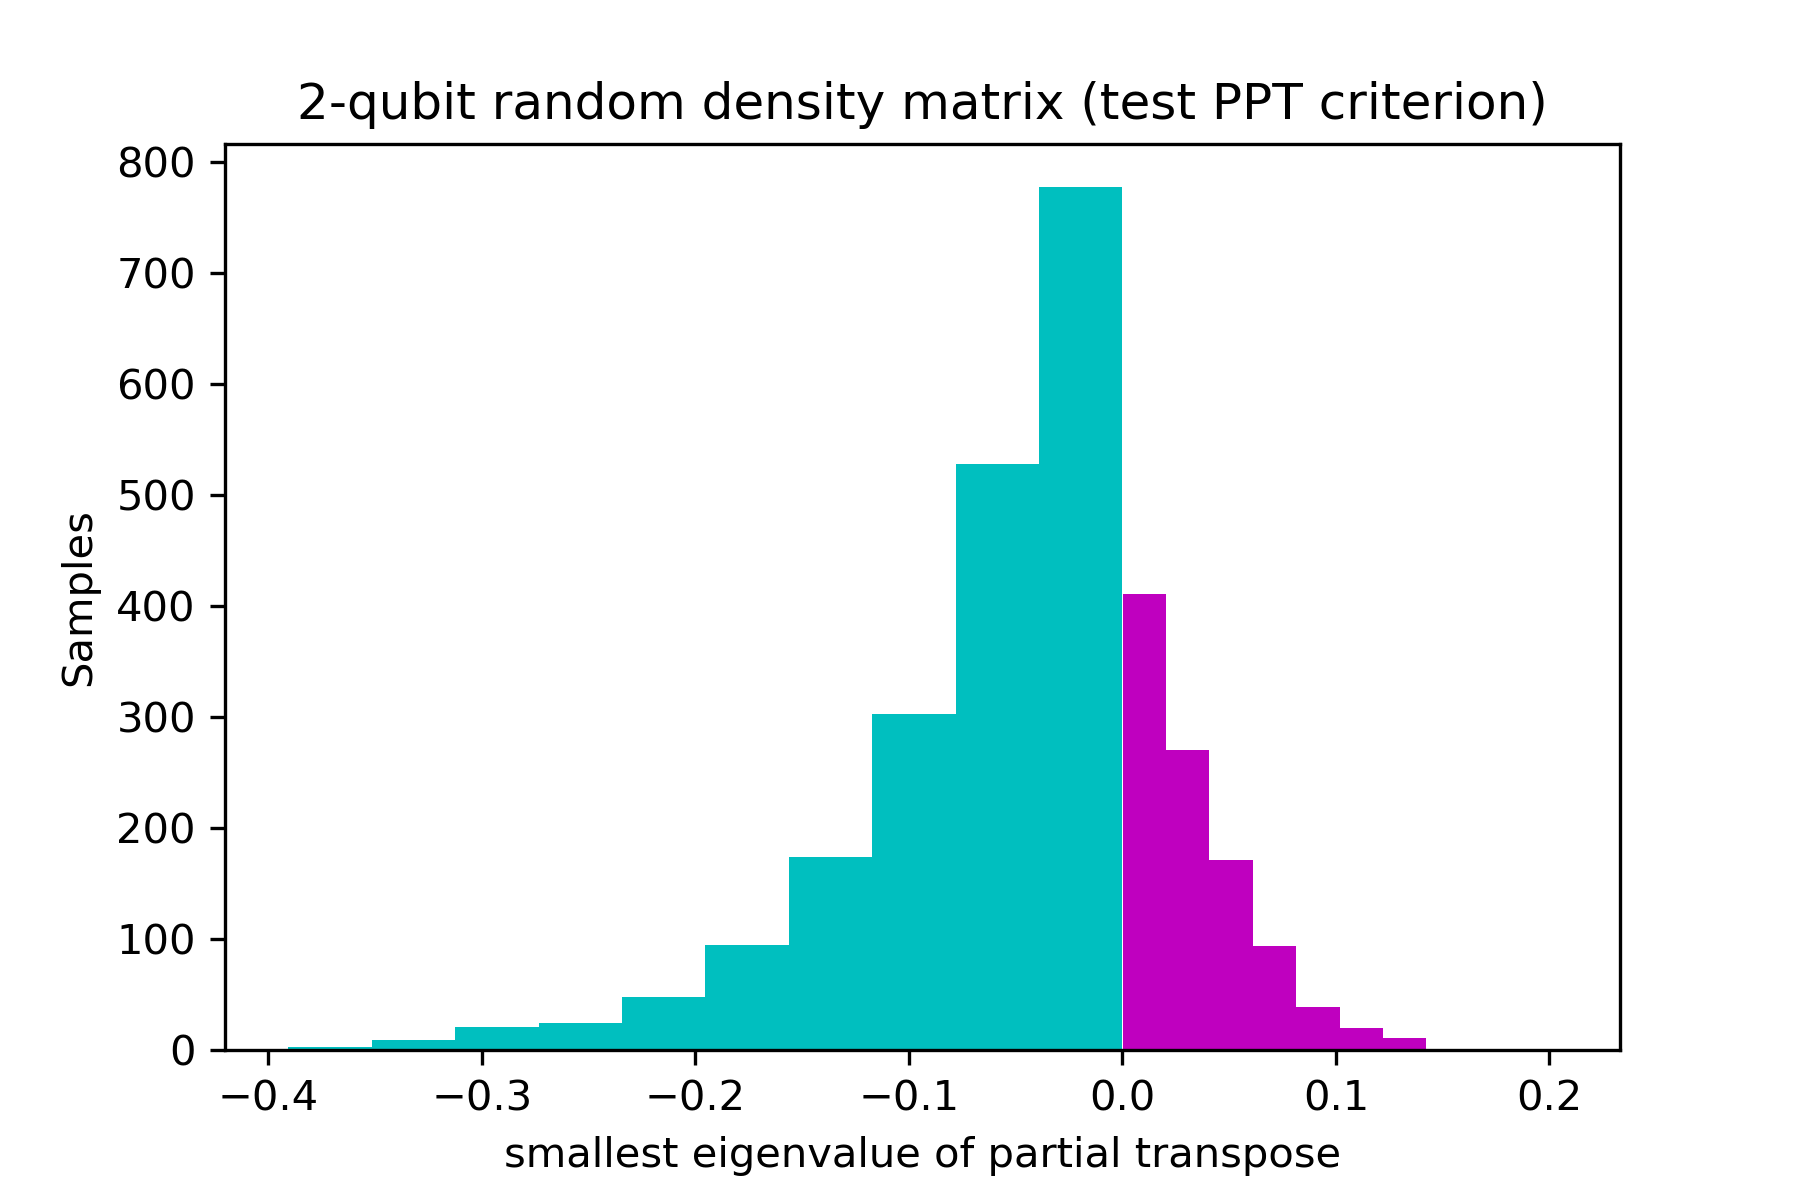 2-qubit random density matrix (test PPT criterion)
800
700
600
500
400
300
200
100
0
Samples
−0.4 −0.3 −0.2 −0.1 0.0 0.1 0.2
smallest eigenvalue of partial transpose